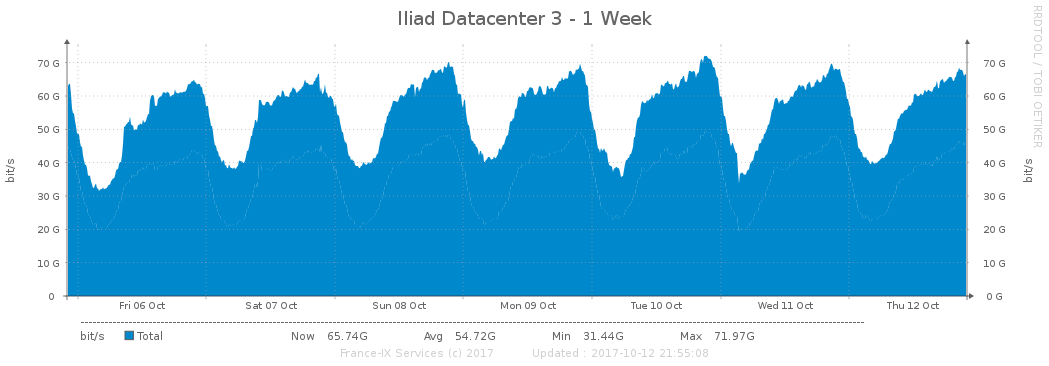 Iliad Datacenter 3 - 1 Week
RRDTOOL / TOBI OETIKER
70 G 70 G
60 G 60 G
50 G 50 G
40 G 40 G
30 G 30 G
20 G 20 G
10 G 10 G
0 0 G
bit/s
bit/s
Fri 06 Oct Sat 07 Oct Sun 08 Oct Mon 09 Oct Tue 10 Oct Wed 11 Oct Thu 12 Oct
bit/s Total Now 65.74G Avg 54.72G Min 31.44G Max 71.97G
France-IX Services (c) 2017 Updated : 2017-10-12 21:55:08